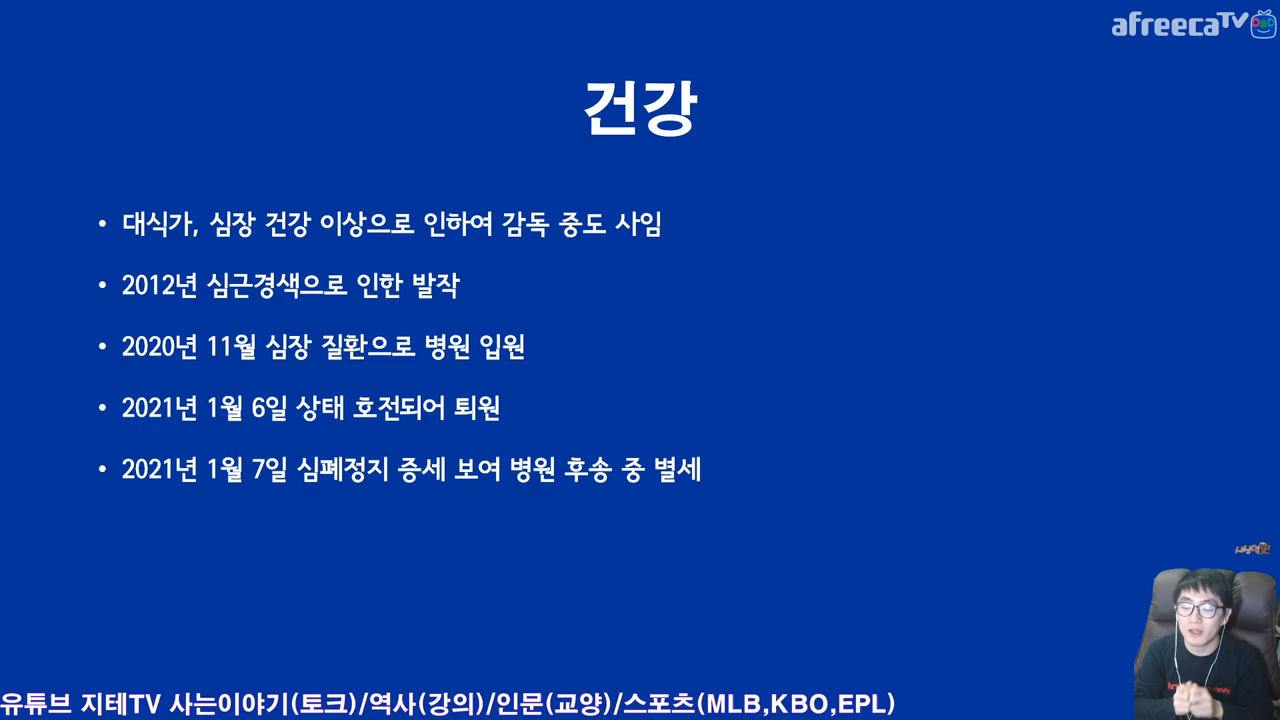 afreecaTV
건강
• 대식가, 심장 건강 이상으로 인하여 감독 중도 사임
• 2012년 심근경색으로 인한 발작
• 2020년 11월 심장 질환으로 병원 입원
• 2021년 1월 6일 상태 호전되어 퇴원
• 2021년 1월 7일 심폐정지 증세 보여 병원 후송 중 별세
유튜브 지테TV 사는이야기(토크)/역사(강의)/인문(교양)/스포츠(MLB,KBO,EPL)